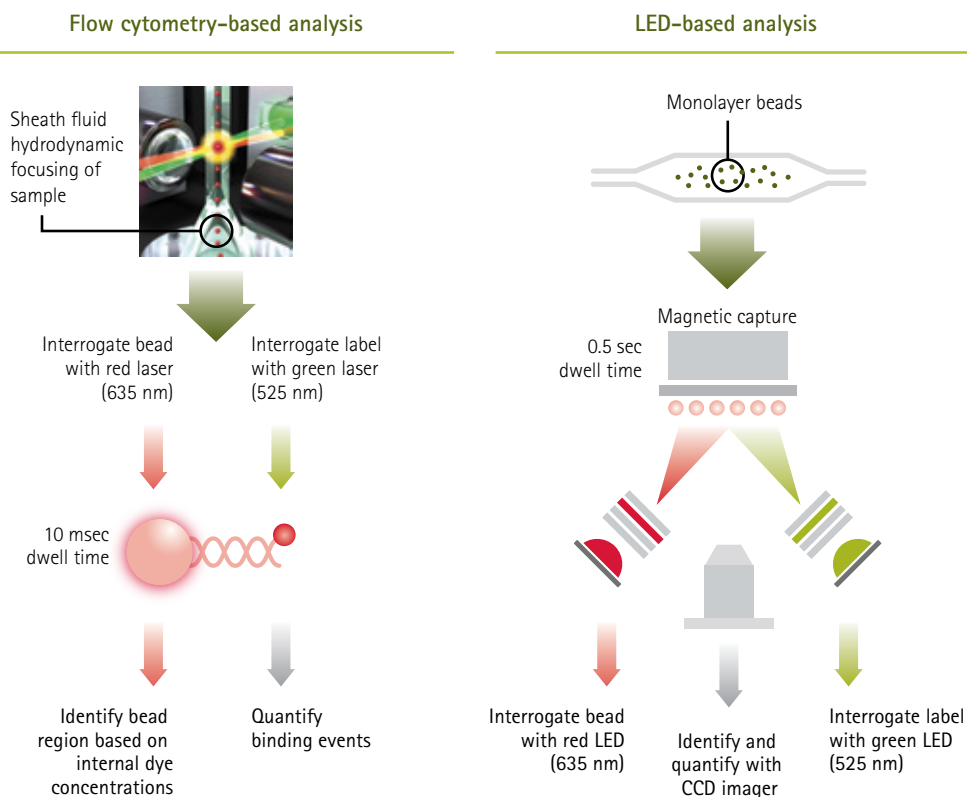 Flow cytometry-based analysis
Sheath fluid
hydrodynamic
focusing of
sample
Interrogate bead
with red laser
(635 nm)
Interrogate label
with green laser
(525 nm)
10 msec
dwell time
Identify bead
region based on
internal dye
concentrations
Quantify
binding events
LED-based analysis
Monolayer beads
Magnetic capture
0.5 sec
dwell time
Interrogate bead
with red LED
(635 nm)
Identify and
quantify with
CCD imager
Interrogate label
with green LED
(525 nm)